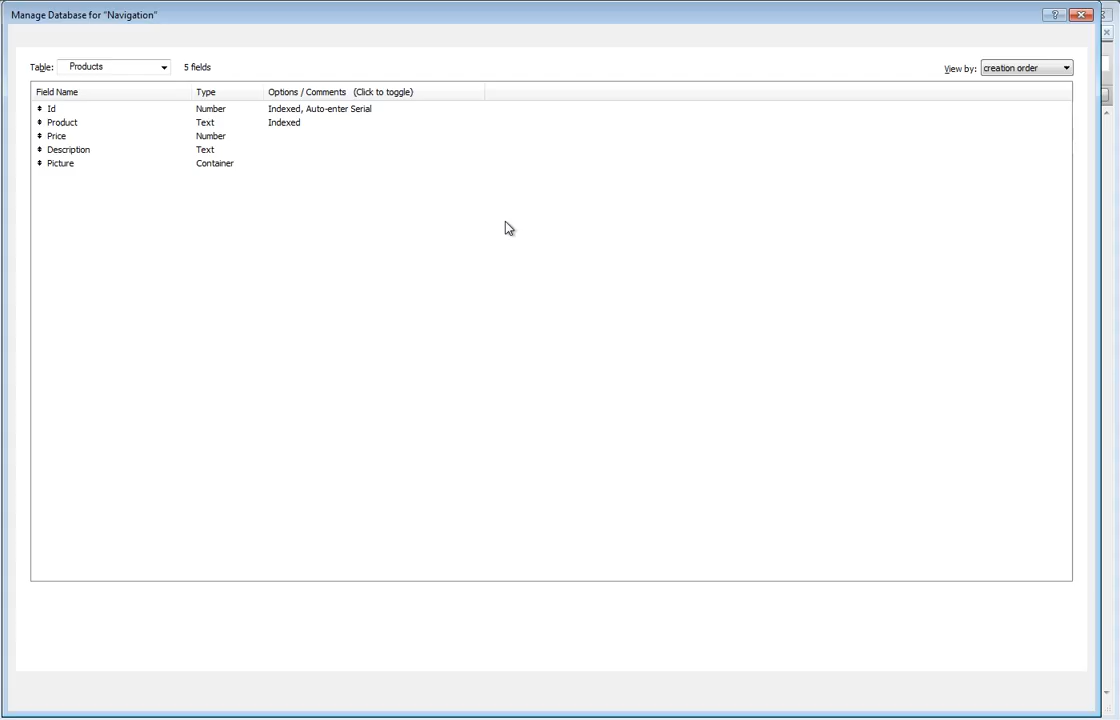 Manage Database for "Navigation"
Table: Products 5 fields View by: creation order
Field Name Type Options / Comments (Click to toggle)
Id Number Indexed, Auto-enter Serial
Product Text Indexed
Price Number
Description Text
Picture Container